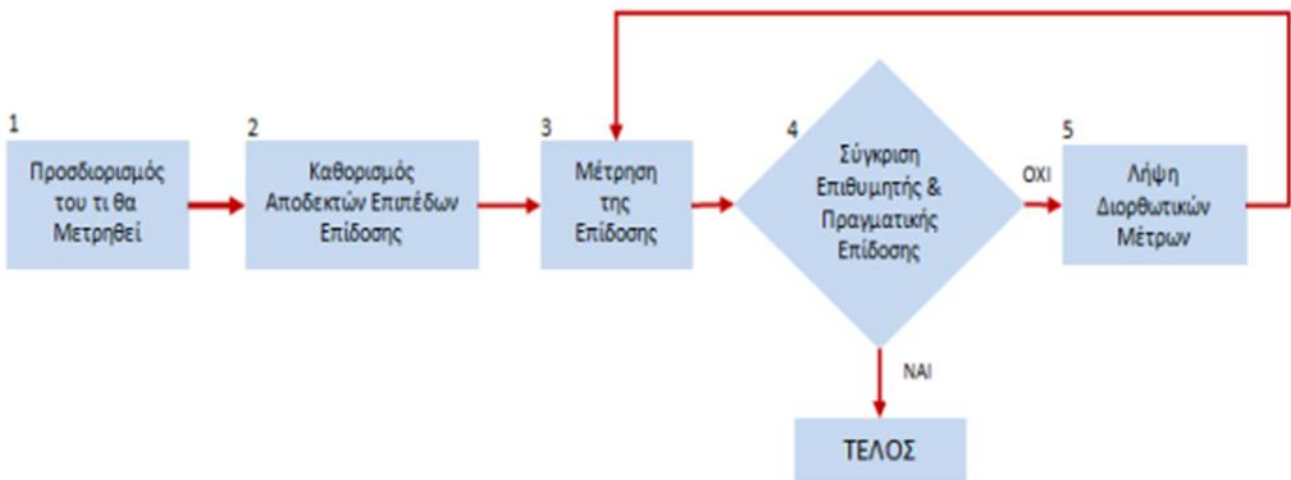 1
Προσδιορισμός
του τι θα
Μετρηθεί
2
Καθορισμός
Αποδεκτών Επιπέδων
Επίδοσης
3
Μέτρηση
της
Επίδοσης
4
Σύγκριση
Επιθυμητής &
Πραγματικής
Επίδοσης
ΟΧΙ
5
Λήψη
Διορθωτικών
Μέτρων
ΝΑΙ
ΤΕΛΟΣ